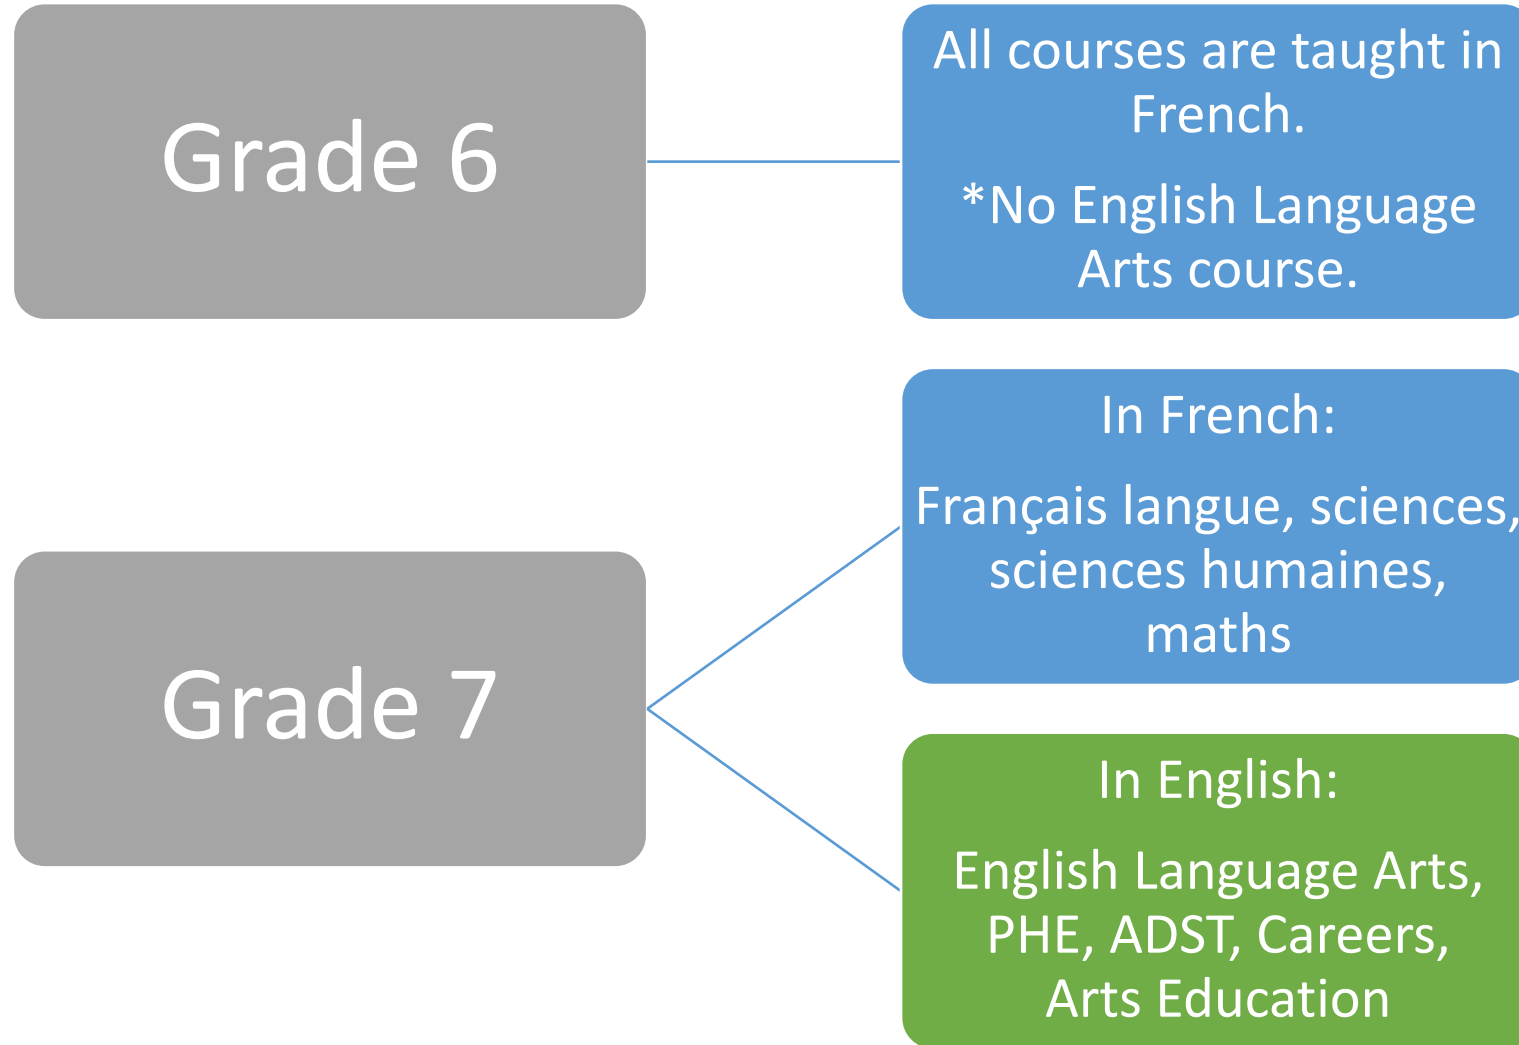 Grade 6
All courses are taught in
French.
*No English Language
Arts course.
Grade 7
In French:
Français langue, sciences,
sciences humaines,
maths
In English:
English Language Arts,
PHE, ADST, Careers,
Arts Education